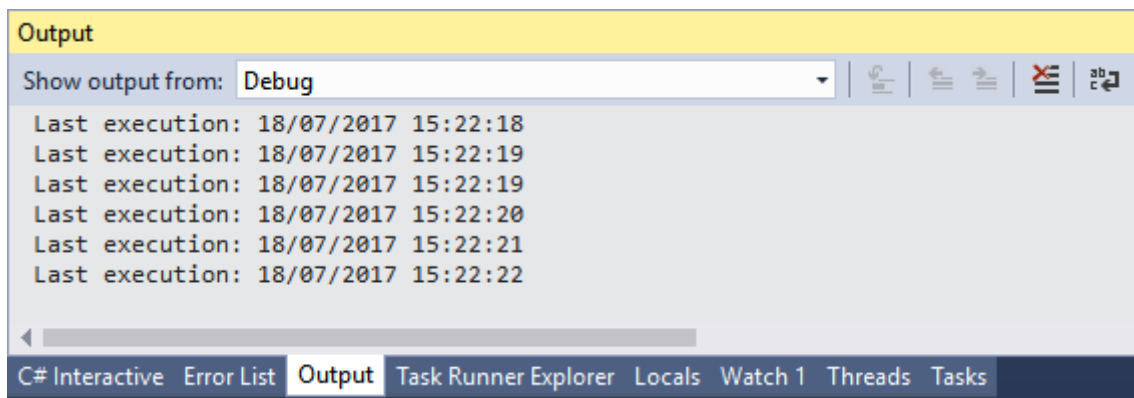 Output
Show output from: Debug
Last execution: 18/07/2017 15:22:18
Last execution: 18/07/2017 15:22:19
Last execution: 18/07/2017 15:22:19
Last execution: 18/07/2017 15:22:20
Last execution: 18/07/2017 15:22:21
Last execution: 18/07/2017 15:22:22
C# Interactive Error List Output Task Runner Explorer Locals Watch 1 Threads Tasks